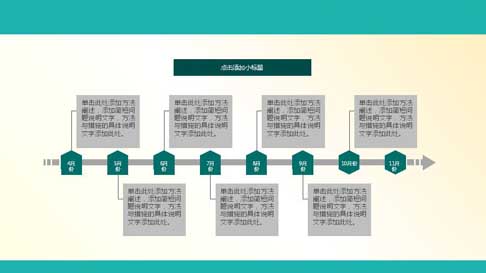 点击添加小标题
单击此处添加方法
阐述，添加简短问
题说明文字，方法
与措施的具体说明
文字添加此处。
单击此处添加方法
阐述，添加简短问
题说明文字，方法
与措施的具体说明
文字添加此处。
单击此处添加方法
阐述，添加简短问
题说明文字，方法
与措施的具体说明
文字添加此处。
单击此处添加方法
阐述，添加简短问
题说明文字，方法
与措施的具体说明
文字添加此处。
4月
份
5月
份
6月
份
7月
份
8月
份
9月
份
10月份
11月
份
单击此处添加方法
阐述，添加简短问
题说明文字，方法
与措施的具体说明
文字添加此处。
单击此处添加方法
阐述，添加简短问
题说明文字，方法
与措施的具体说明
文字添加此处。
单击此处添加方法
阐述，添加简短问
题说明文字，方法
与措施的具体说明
文字添加此处。